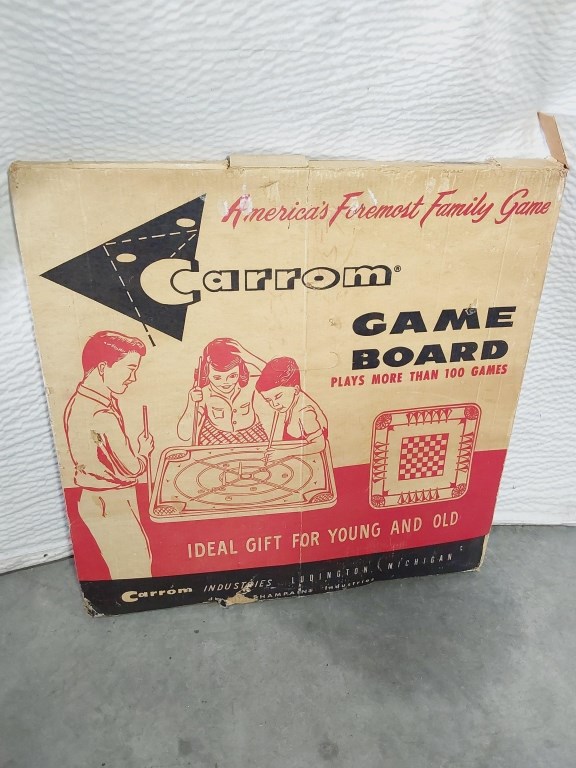 America's Foremost Family Game
Carrom®
GAME
BOARD
PLAYS MORE THAN 100 GAMES
IDEAL GIFT FOR YOUNG AND OLD
Carrom INDUSTRIES LUDINGTON, MICHIGAN
CHAMPAIGNE Industries